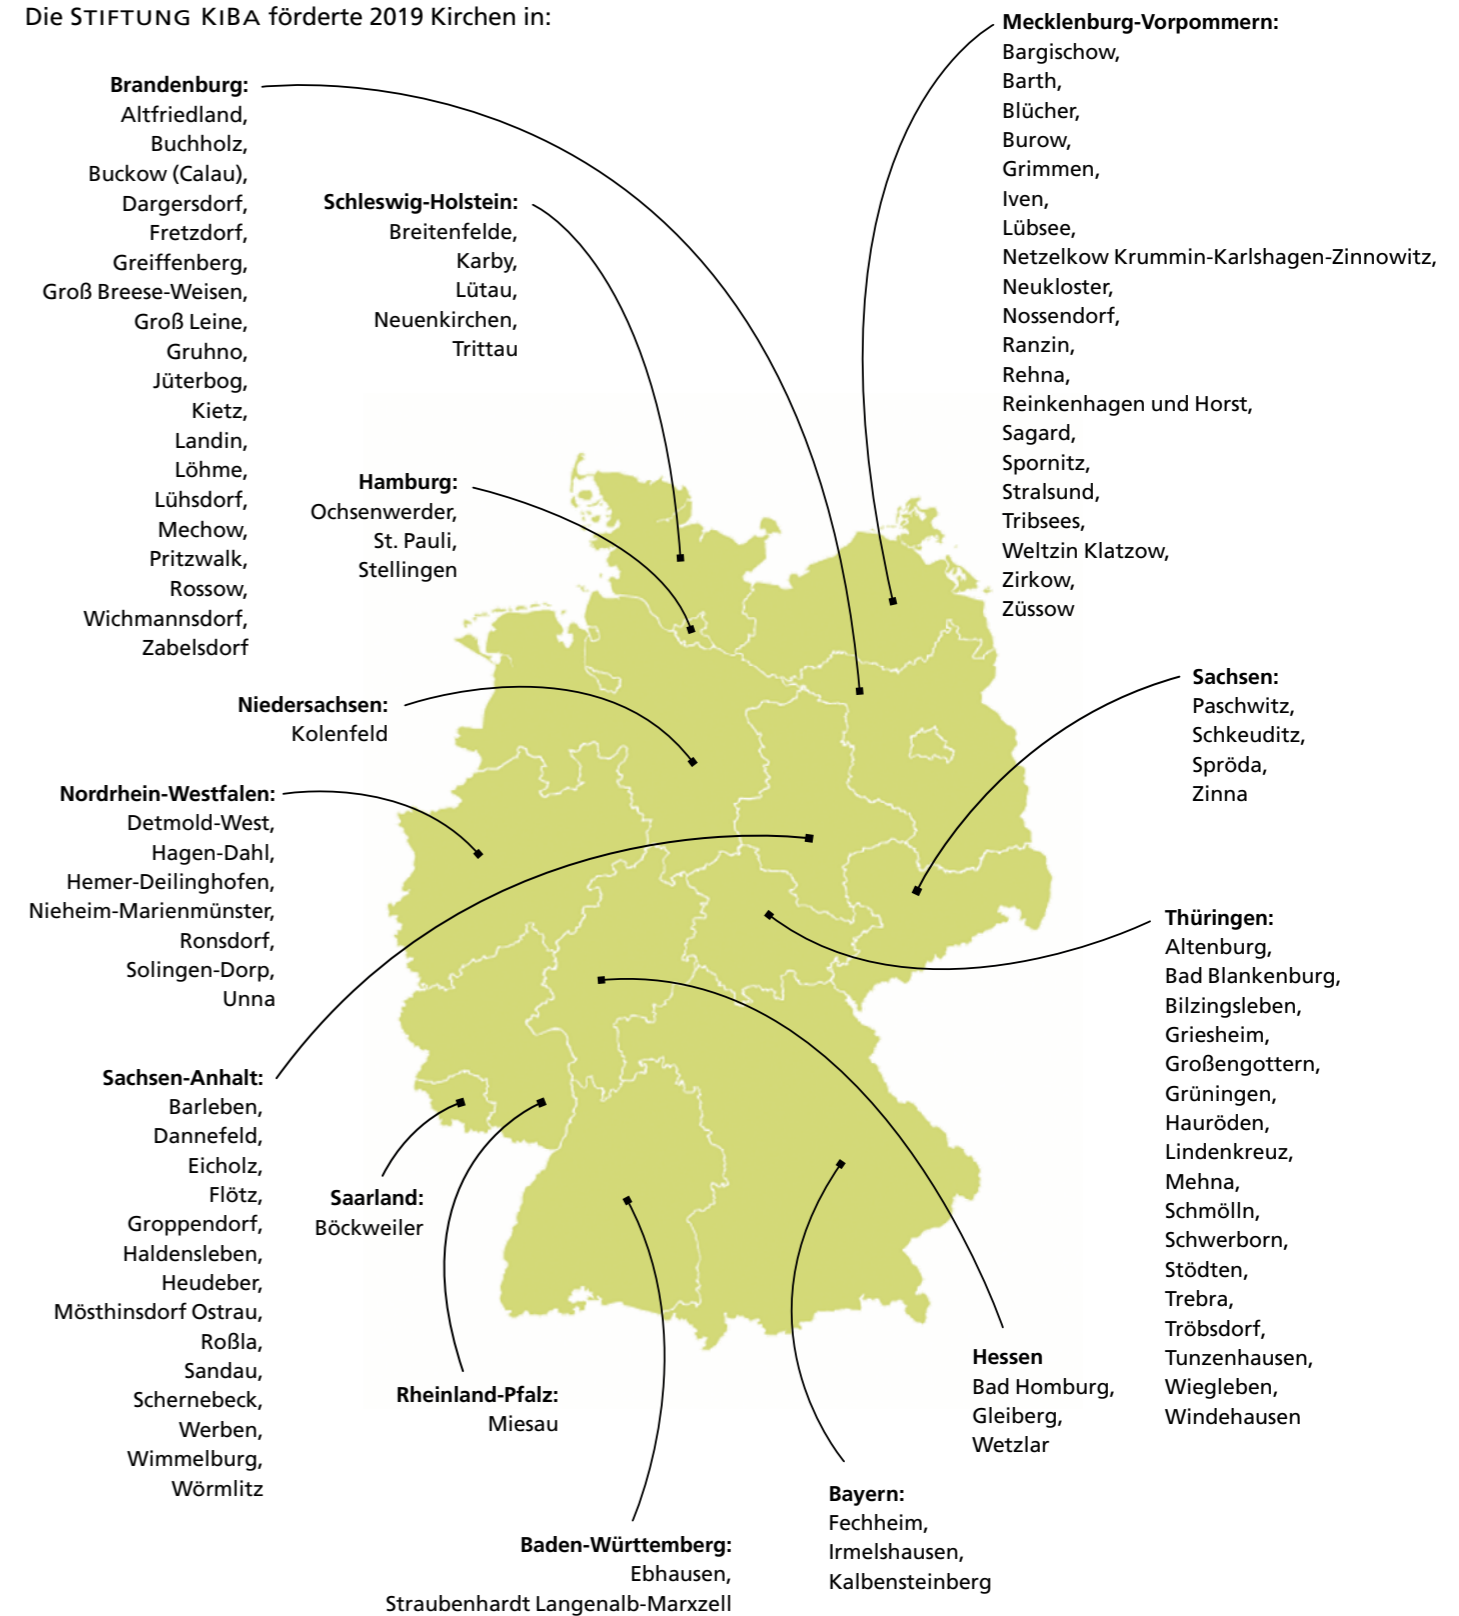 Die STIFTUNG KIBA förderte 2019 Kirchen in:
Brandenburg:
Altfriedland,
Buchholz,
Buckow (Calau),
Dargersdorf,
Fretzdorf,
Greiffenberg,
Groß Breese-Weisen,
Groß Leine,
Gruhno,
Jüterbog,
Kietz,
Landin,
Löhme,
Lühsdorf,
Mechow,
Pritzwalk,
Rossow,
Wichmannsdorf,
Zabelsdorf
Schleswig-Holstein:
Breitenfelde,
Karby,
Lütau,
Neuenkirchen,
Trittau
Hamburg:
Ochsenwerder,
St. Pauli,
Stellingen
Mecklenburg-Vorpommern:
Bargischow,
Barth,
Blücher,
Burow,
Grimmen,
Iven,
Lübsee,
Netzelkow Krummin-Karlshagen-Zinnowitz,
Neukloster,
Nossendorf,
Ranzin,
Rehna,
Reinkenhagen und Horst,
Sagard,
Spornitz,
Stralsund,
Tribsees,
Weltzin Klatzow,
Zirkow,
Züssow
Niedersachsen:
Kolenfeld
Nordrhein-Westfalen:
Detmold-West,
Hagen-Dahl,
Hemer-Deilinghofen,
Nieheim-Marienmünster,
Ronsdorf,
Solingen-Dorp,
Unna
Sachsen:
Paschwitz,
Schkeuditz,
Spröda,
Zinna
Thüringen:
Altenburg,
Bad Blankenburg,
Bilzingsleben,
Griesheim,
Großengottern,
Grüningen,
Hauröden,
Lindenkreuz,
Mehna,
Schmölln,
Schwerborn,
Stödten,
Trebra,
Tröbsdorf,
Tunzenhausen,
Wiegleben,
Windehausen
Sachsen-Anhalt:
Barleben,
Dannefeld,
Eicholz,
Flötz,
Groppendorf,
Haldensleben,
Heudeber,
Mösthinsdorf Ostrau,
Roßla,
Sandau,
Schernebeck,
Werben,
Wimmelburg,
Wörmlitz
Saarland:
Böckweiler
Rheinland-Pfalz:
Miesau
Hessen
Bad Homburg,
Gleiberg,
Wetzlar
Bayern:
Fechheim,
Irmelshausen,
Kalbensteinberg
Baden-Württemberg:
Ebhausen,
Straubenhardt Langenalb-Marxzell